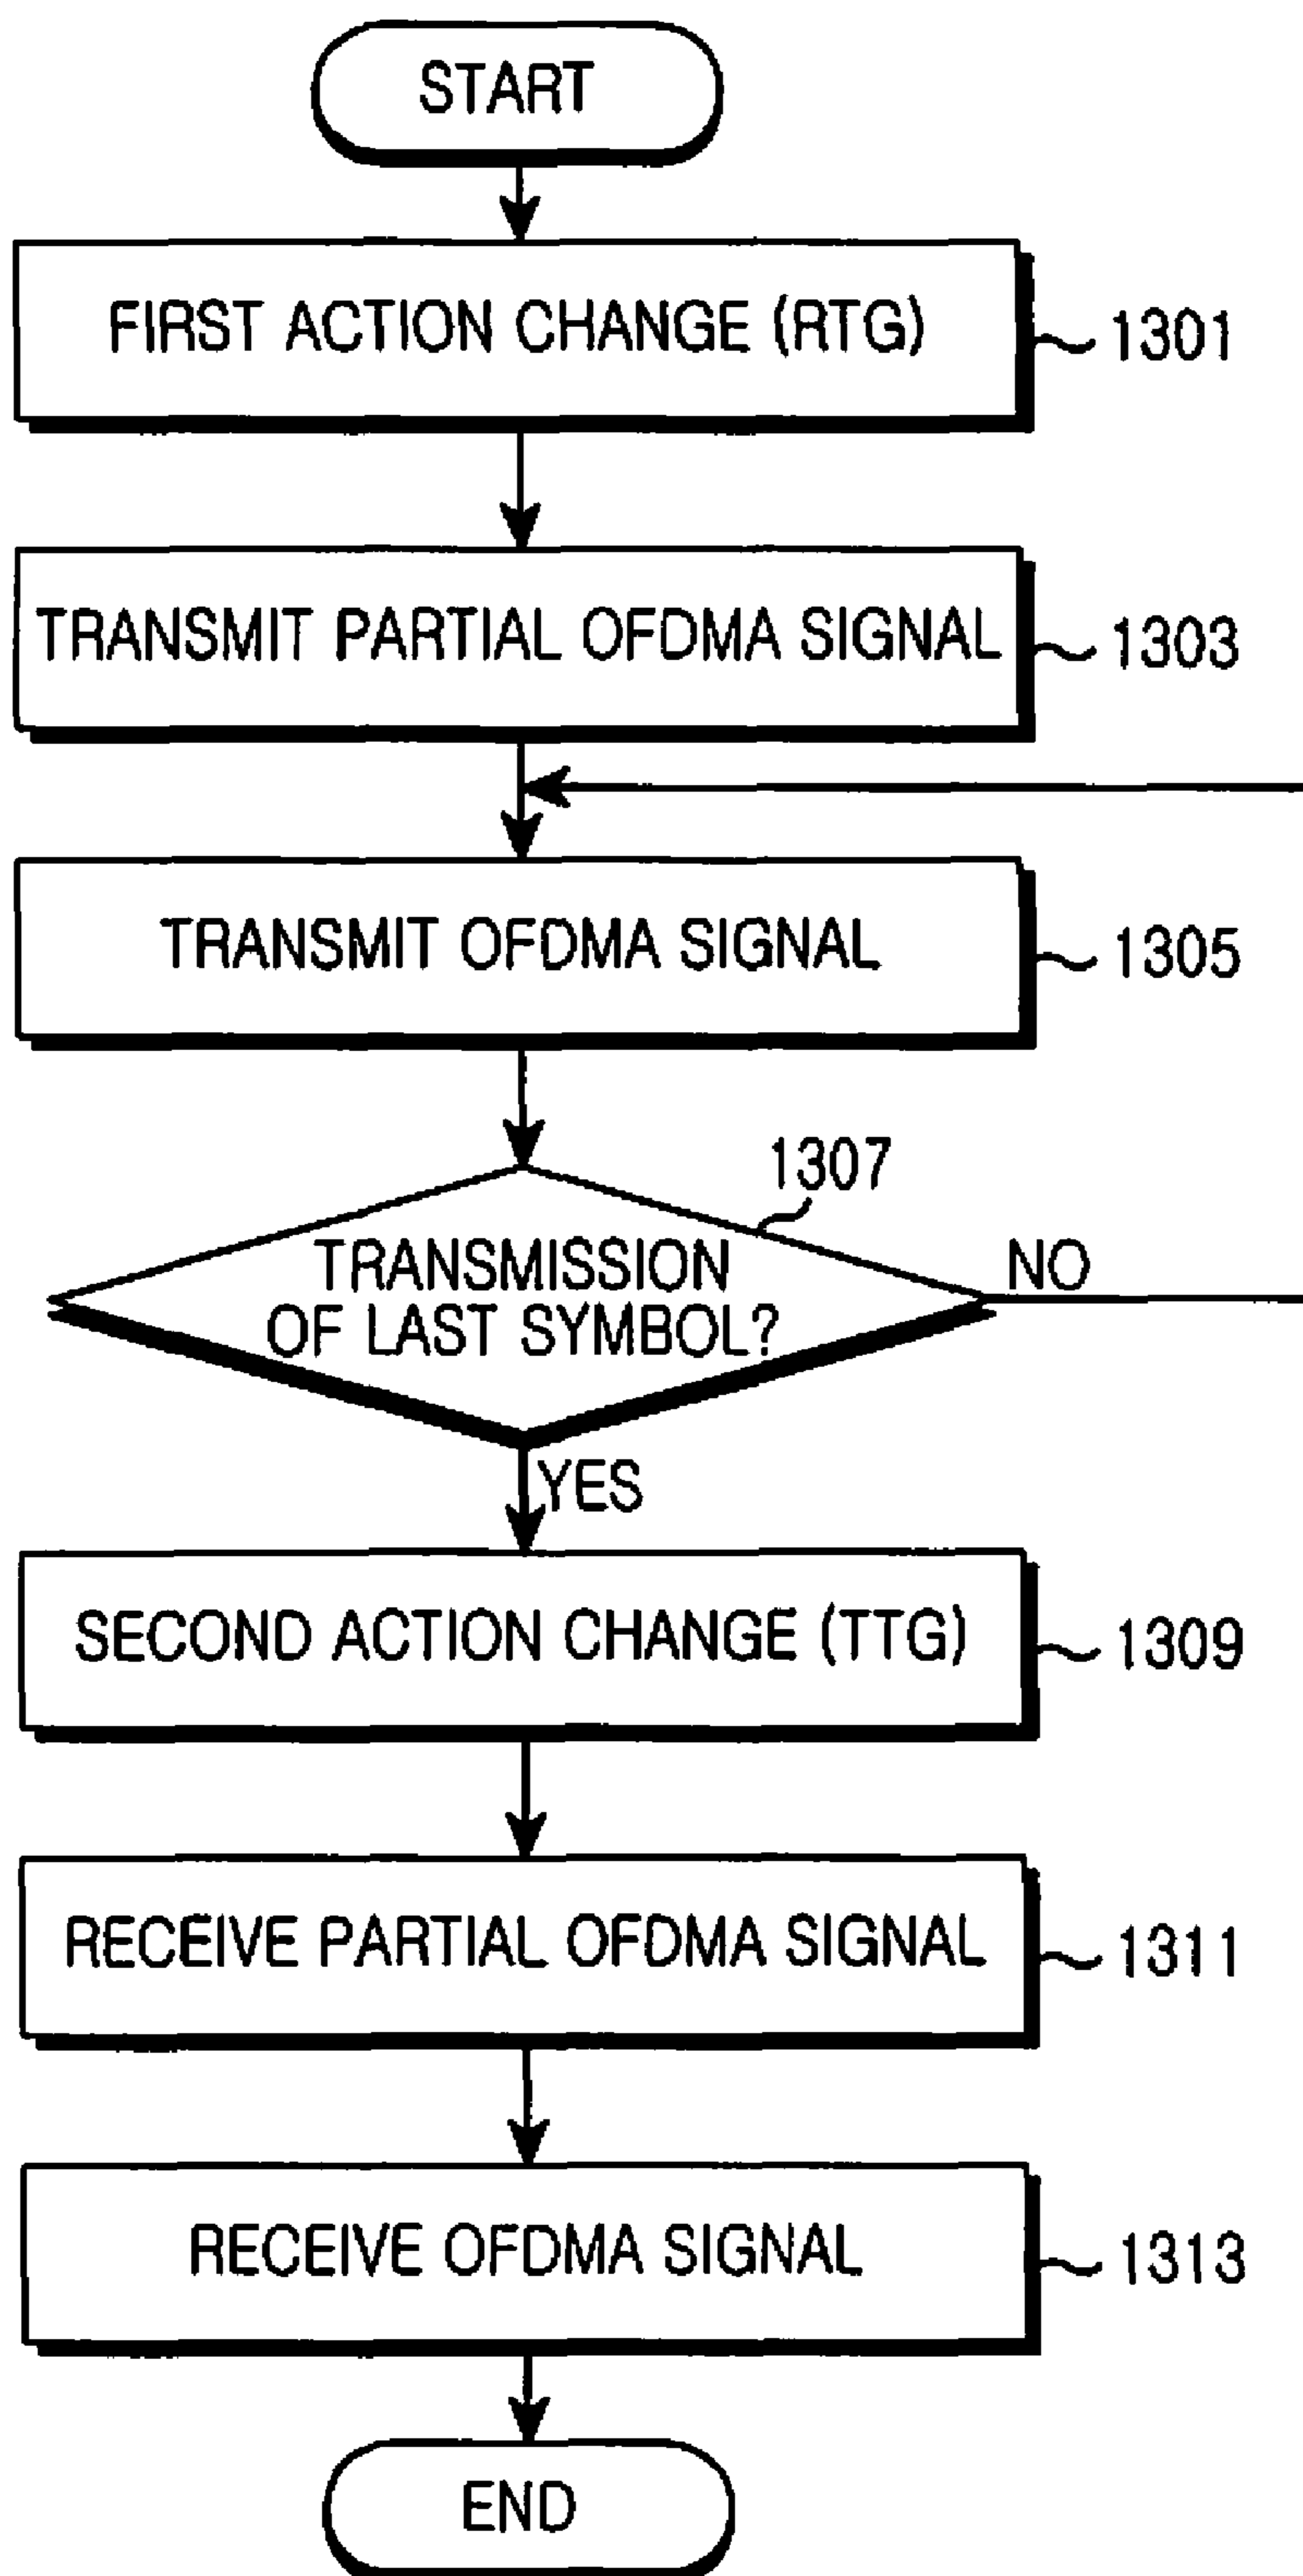 START
FIRST ACTION CHANGE (RTG)
1301
TRANSMIT PARTIAL OFDMA SIGNAL
1303
TRANSMIT OFDMA SIGNAL
1305
1307
TRANSMISSION
OF LAST SYMBOL?
NO
YES
SECOND ACTION CHANGE (TTG)
1309
RECEIVE PARTIAL OFDMA SIGNAL
1311
RECEIVE OFDMA SIGNAL
1313
END